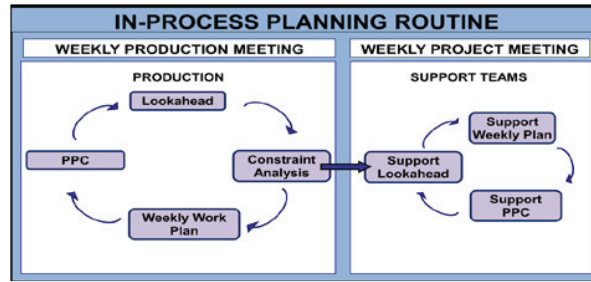 IN-PROCESS PLANNING ROUTINE
WEEKLY PRODUCTION MEETING
PRODUCTION
Lookahead
PPC
Constraint
Analysis
Weekly Work
Plan
WEEKLY PROJECT MEETING
SUPPORT TEAMS
Support
Weekly Plan
Support
Lookahead
Support
PPC